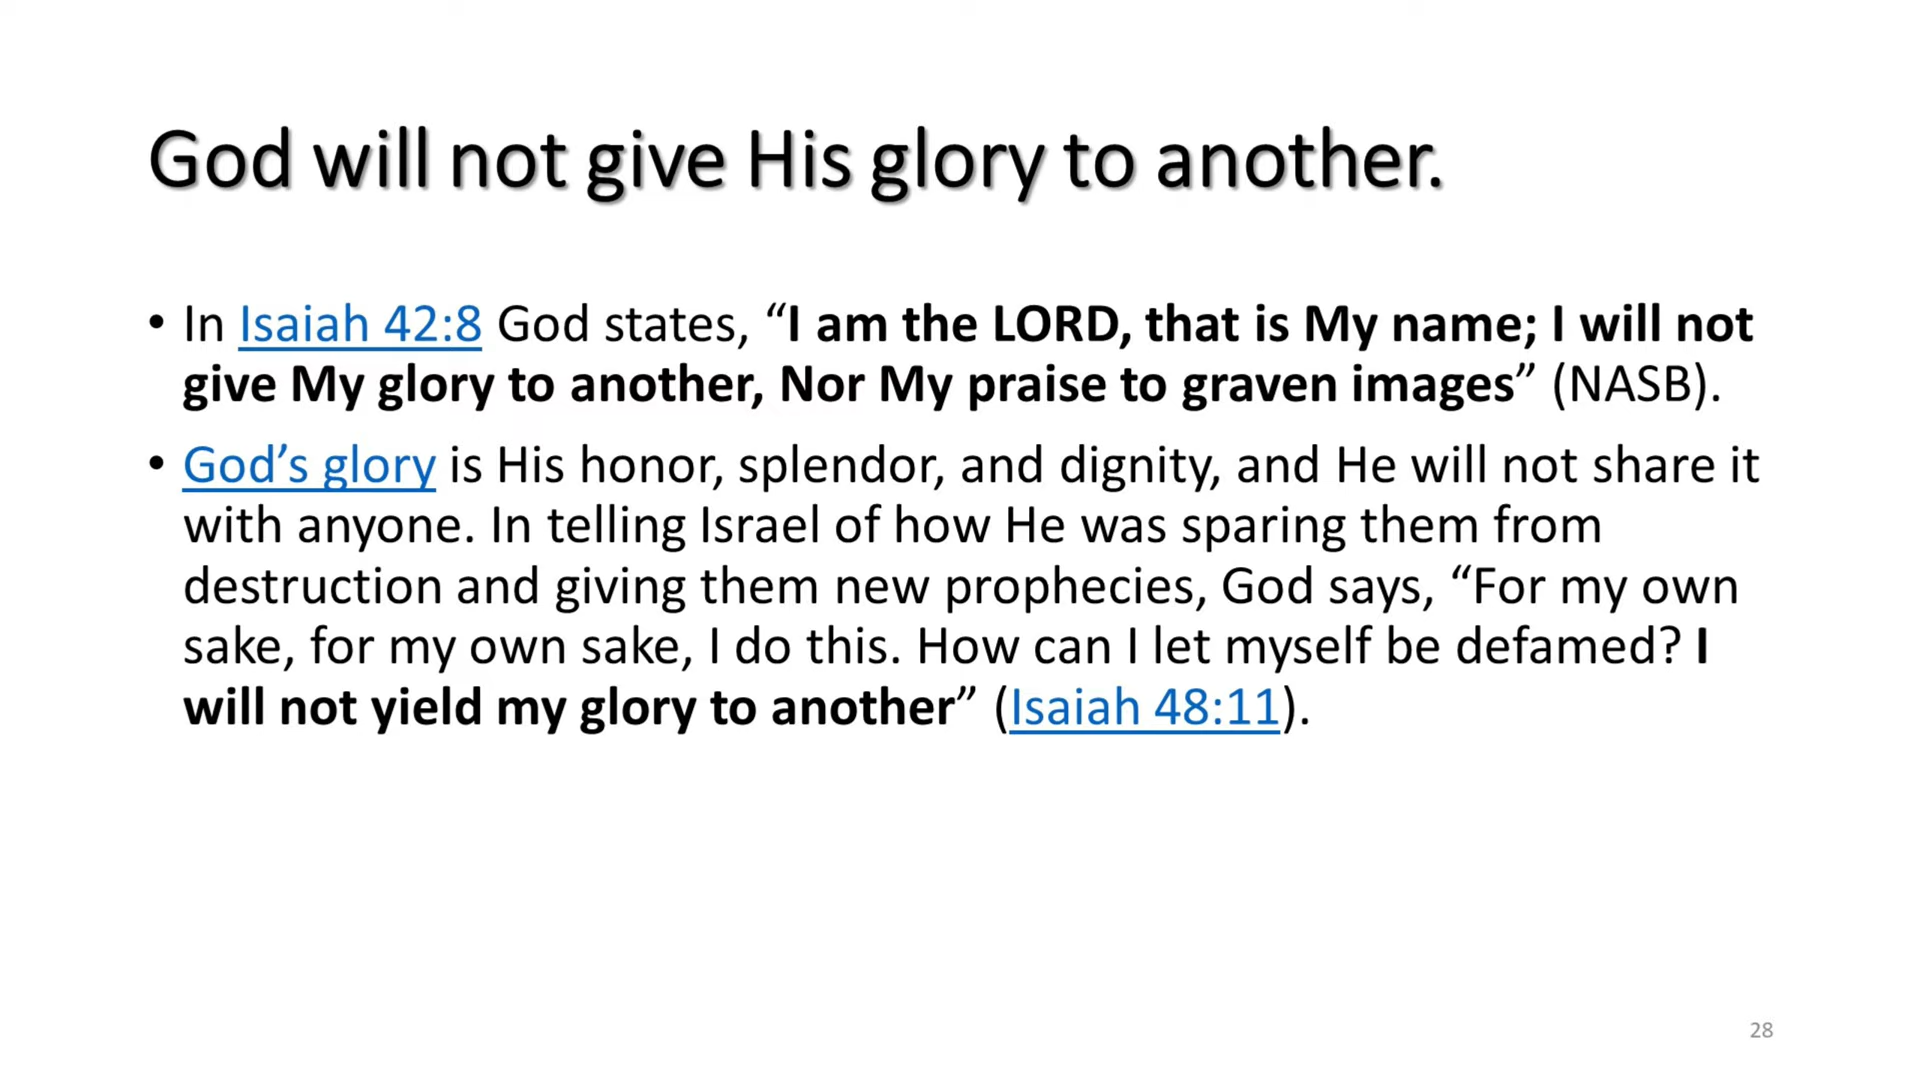 God will not give His glory to another.
• In Isaiah 42:8 God states, “I am the LORD, that is My name; I will not
give My glory to another, Nor My praise to graven images” (NASB).
• God’s glory is His honor, splendor, and dignity, and He will not share it
with anyone. In telling Israel of how He was sparing them from
destruction and giving them new prophecies, God says, “For my own
sake, for my own sake, I do this. How can I let myself be defamed? I
will not yield my glory to another” (Isaiah 48:11).
28